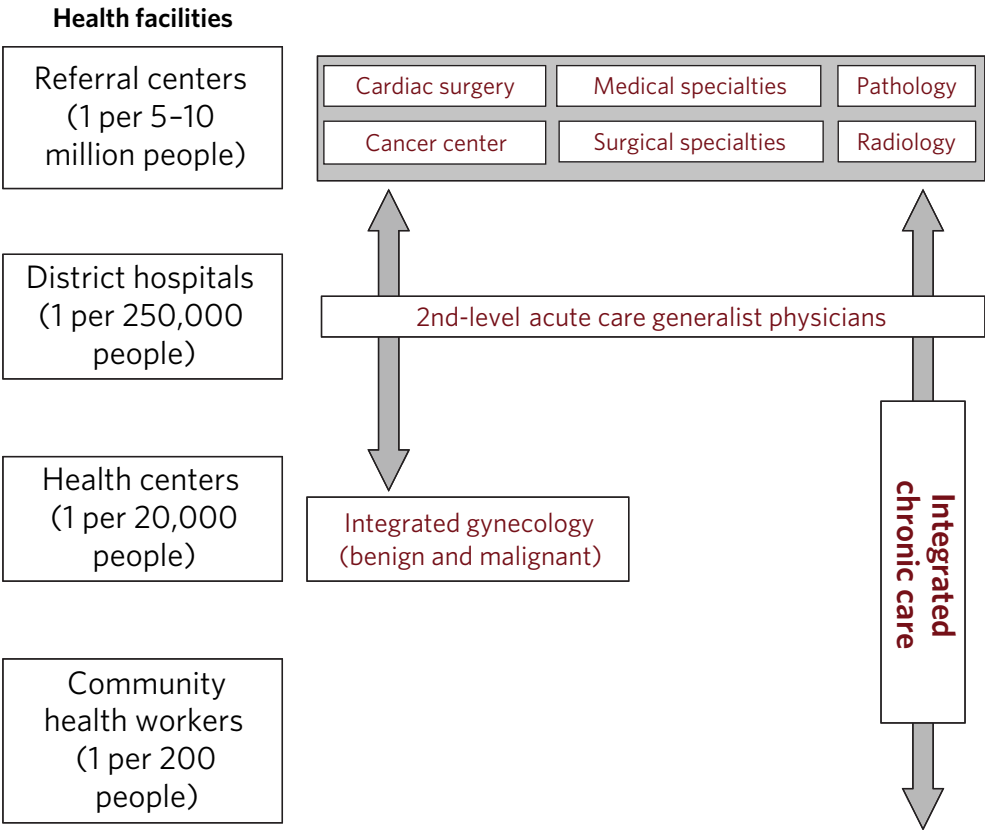 Health facilities
Referral centers
(1 per 5–10
million people)
Cardiac surgery
Medical specialties
Pathology
Cancer center
Surgical specialties
Radiology
District hospitals
(1 per 250,000
people)
2nd-level acute care generalist physicians
Health centers
(1 per 20,000
people)
Integrated gynecology
(benign and malignant)
Integrated
chronic care
Community
health workers
(1 per 200
people)